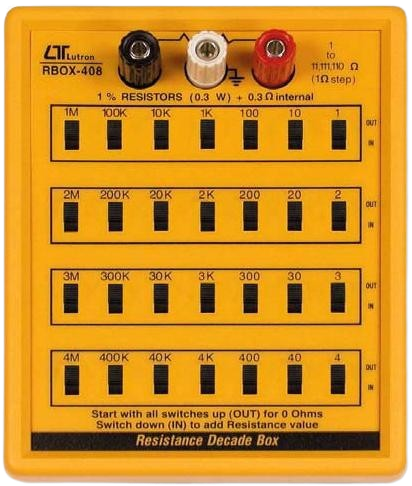 Lutron
RBOX-408
1
to
11,111,110 Ω
(1Ω step)
1 % RESISTORS (0.3 W) + 0.3 Ω internal
1M 100K 10K 1K 100 10 1
OUT
IN
2M 200K 20K 2K 200 20 2
OUT
IN
3M 300K 30K 3K 300 30 3
OUT
IN
4M 400K 40K 4K 400 40 4
OUT
IN
Start with all switches up (OUT) for 0 Ohms
Switch down (IN) to add Resistance value
Resistance Decade Box